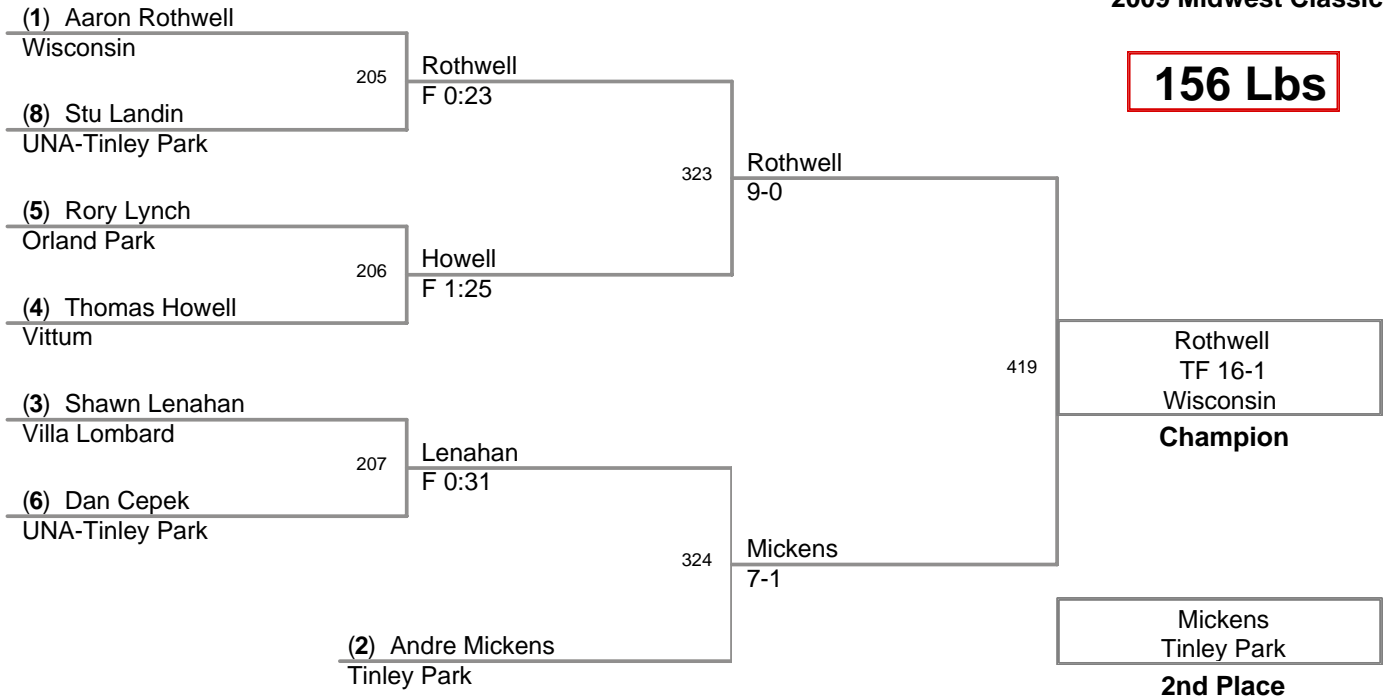 2009 Midwest Classic
156 Lbs
(1) Aaron Rothwell
Wisconsin
205
(8) Stu Landin
UNA-Tinley Park
Rothwell
F 0:23
323
(5) Rory Lynch
Orland Park
206
(4) Thomas Howell
Vittum
Howell
F 1:25
Rothwell
9-0
419
(3) Shawn Lenahan
Villa Lombard
207
(6) Dan Cepek
UNA-Tinley Park
Lenahan
F 0:31
324
(2) Andre Mickens
Tinley Park
Mickens
7-1
Rothwell
TF 16-1
Wisconsin
Champion
Mickens
Tinley Park
2nd Place